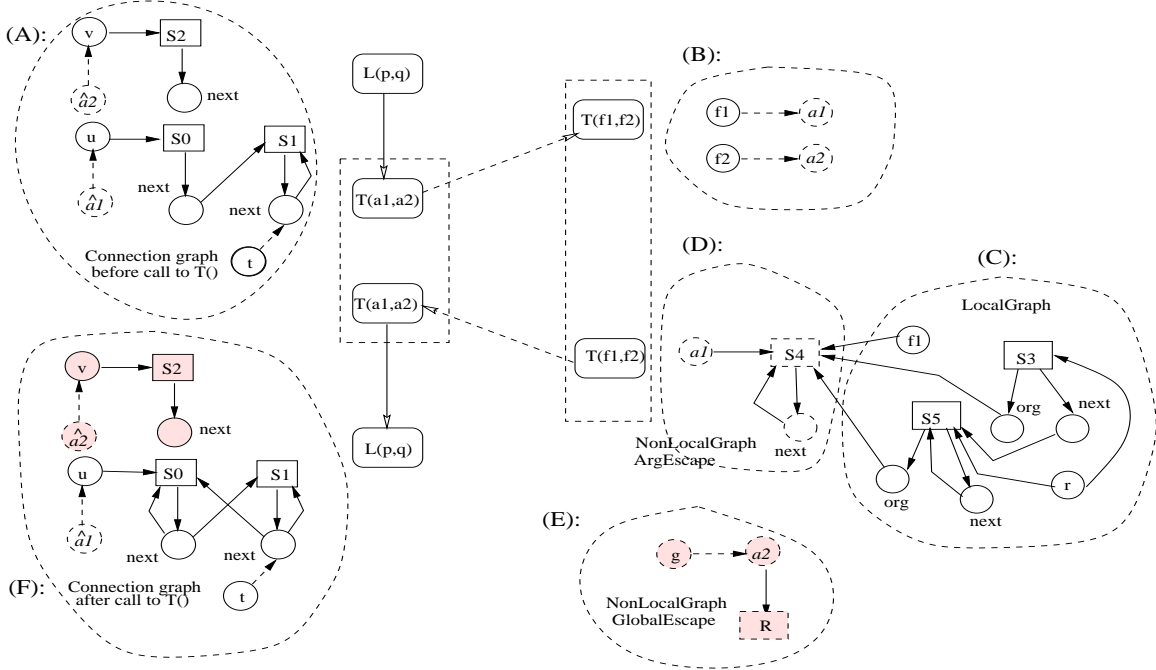 (A):
v
S2
â2
next
u
S0
S1
next
â1
next
Connection graph
before call to T()
t
L(p,q)
T(a1,a2)
T(a1,a2)
L(p,q)
T(f1,f2)
T(f1,f2)
(B):
f1
a1
f2
a2
(D):
a1
S4
NonLocalGraph
ArgEscape
next
(C):
LocalGraph
f1
S3
org
next
S5
r
org
next
(E):
g
a2
NonLocalGraph
GlobalEscape
R
v
S2
â2
next
u
S0
S1
â1
next
next
(F):
Connection graph
after call to T()
t